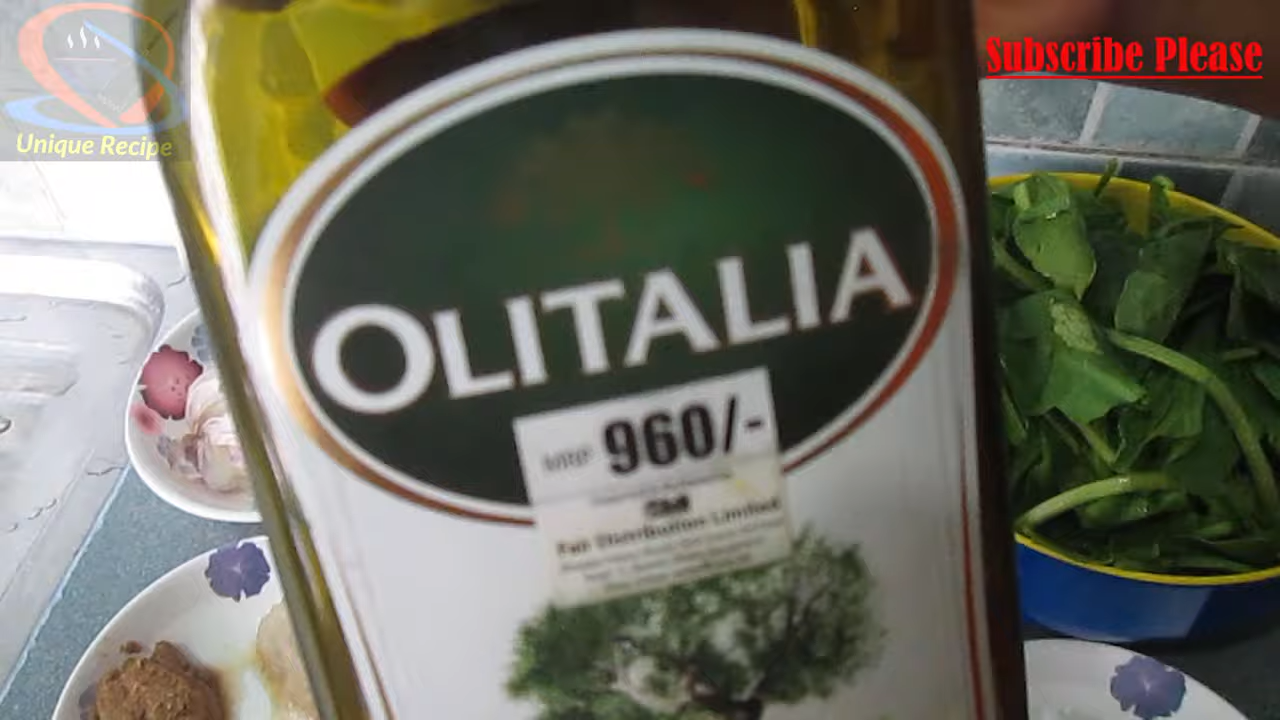 Subscribe Please
Unique Recipe
OLITALIA
MRP 960/-
Fair Distribution Limited